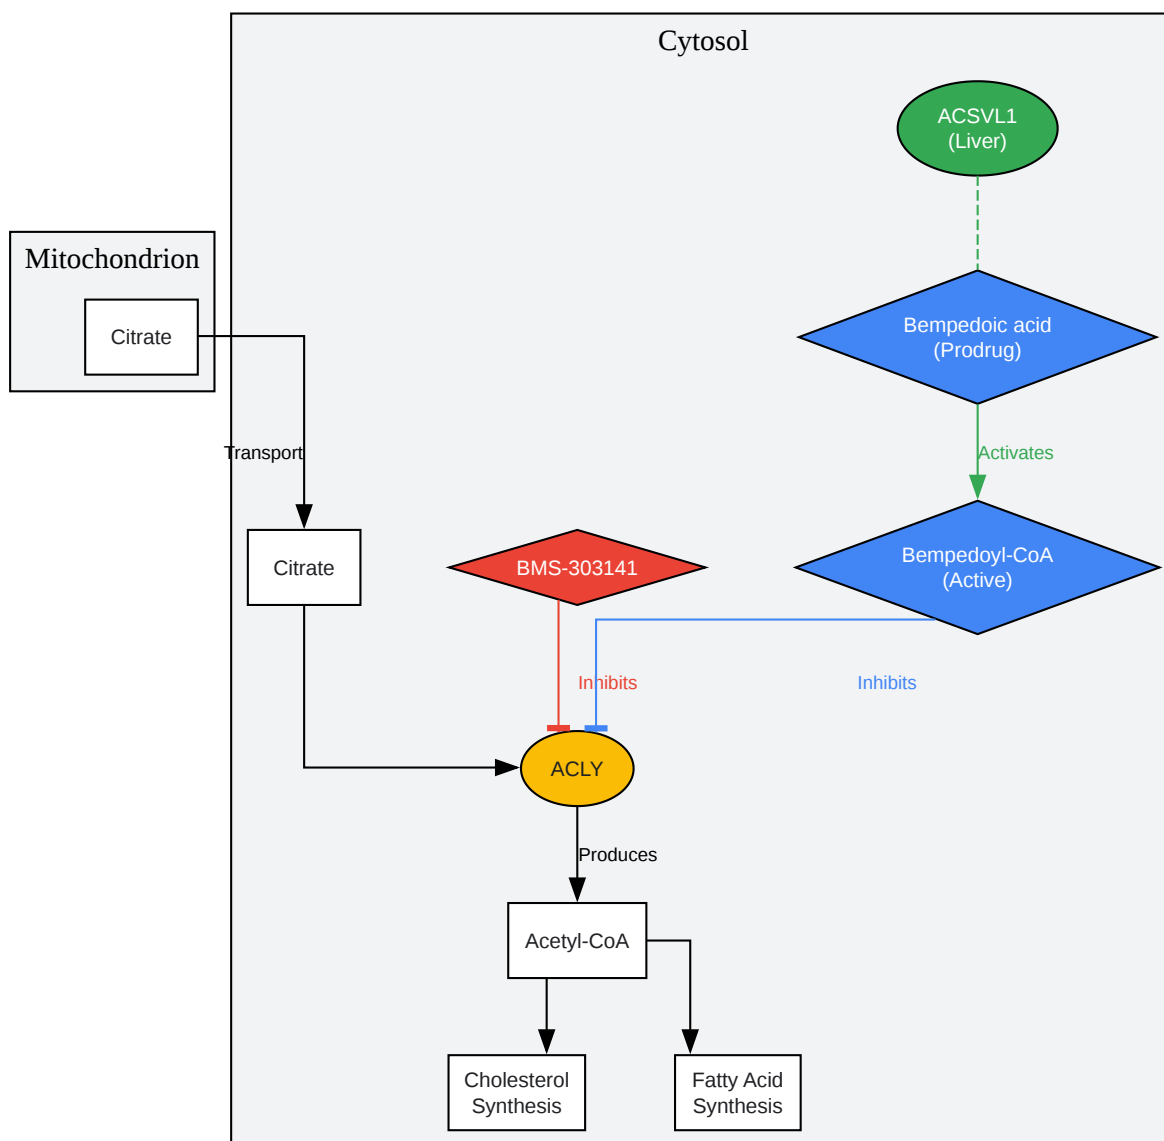 Cytosol
ACSVL1
(Liver)
Mitochondrion
Citrate
Bempedoic acid
(Prodrug)
Transport
Activates
Citrate
BMS-303141
Bempedoyl-CoA
(Active)
Inhibits
Inhibits
ACLY
Produces
Acetyl-CoA
Cholesterol
Synthesis
Fatty Acid
Synthesis